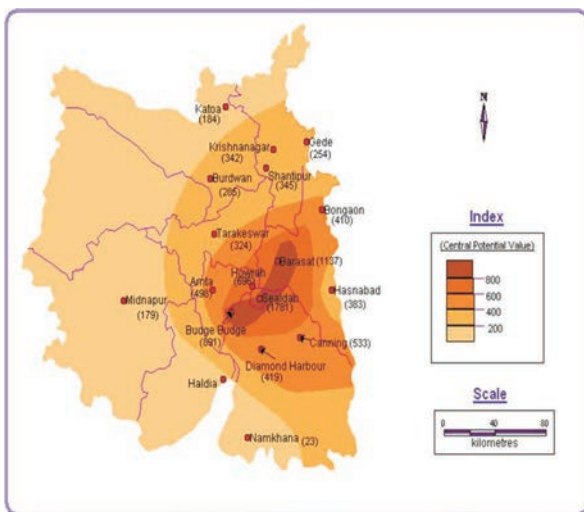 Katoa
(184)
Krishnanagar
(342)
Gede
(254)
Burdwan
(285)
Shantipur
(345)
Bongaon
(410)
Tarakeswar
(324)
Barasat (1137)
Howrah
(696)
Amta
(498)
Hasnabad
(383)
Midnapur
(179)
Sealdah
(1781)
Budge Budge
(891)
Canning (533)
Diamond Harbour
(419)
Haldia
Namkhana (23)
N
Index
(Central Potential Value)
800
600
400
200
Scale
0 40 80
kilometres